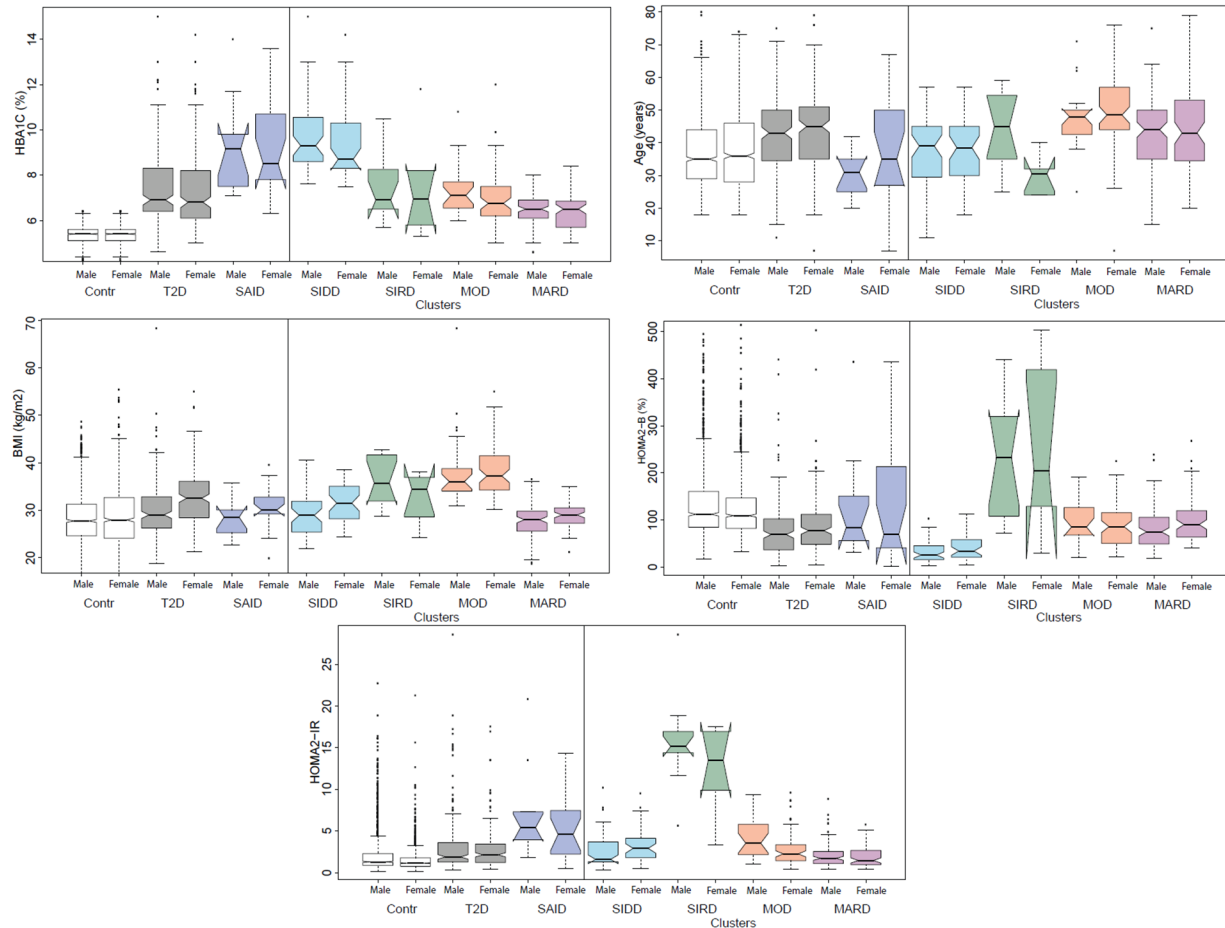 HBA1C (%)
14
12
10
8
6
Male Female Male Female Male Female Male Female Male Female Male Female Male Female
Contr T2D SAID SIDD SIRD MOD MARD
Clusters
Age (years)
80
70
60
50
40
30
20
10
Male Female Male Female Male Female Male Female Male Female Male Female Male Female
Contr T2D SAID SIDD SIRD MOD MARD
Clusters
BMI (kg/m2)
70
60
50
40
30
20
Male Female Male Female Male Female Male Female Male Female Male Female Male Female
Contr T2D SAID SIDD SIRD MOD MARD
Clusters
HOMA2-B (%)
500
400
300
200
100
0
Male Female Male Female Male Female Male Female Male Female Male Female Male Female
Contr T2D SAID SIDD SIRD MOD MARD
Clusters
HOMA2-IR
25
20
15
10
5
0
Male Female Male Female Male Female Male Female Male Female Male Female Male Female
Contr T2D SAID SIDD SIRD MOD MARD
Clusters